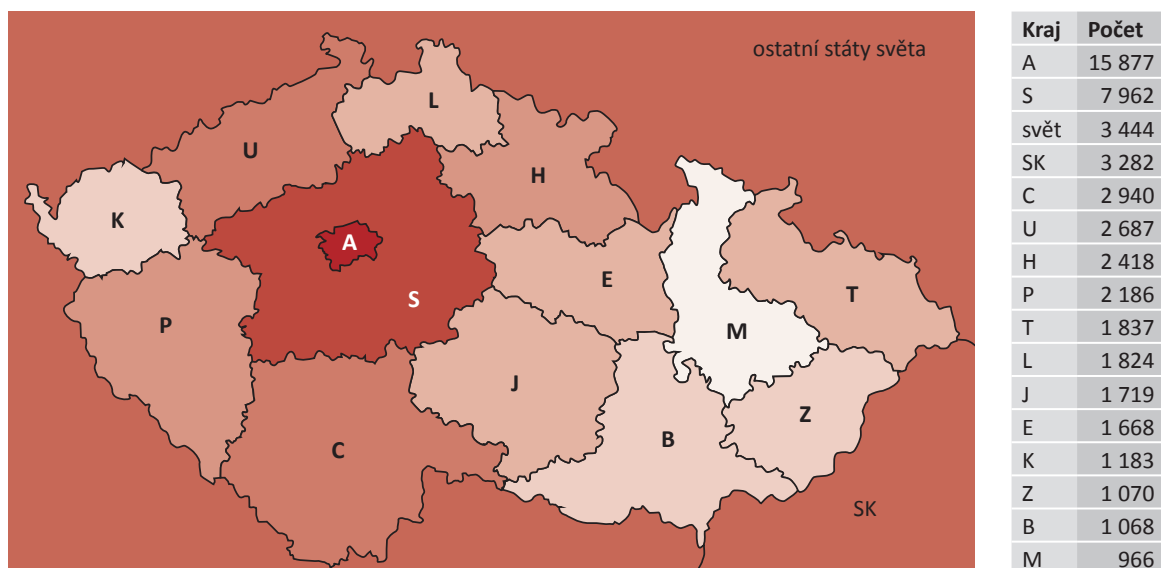 ostatní státy světa
L
U
H
K
A
E
S
T
P
M
J
Z
B
C
SK
Kraj Počet
A 15 877
S 7 962
svět 3 444
SK 3 282
C 2 940
U 2 687
H 2 418
P 2 186
T 1 837
L 1 824
J 1 719
E 1 668
K 1 183
Z 1 070
B 1 068
M 966